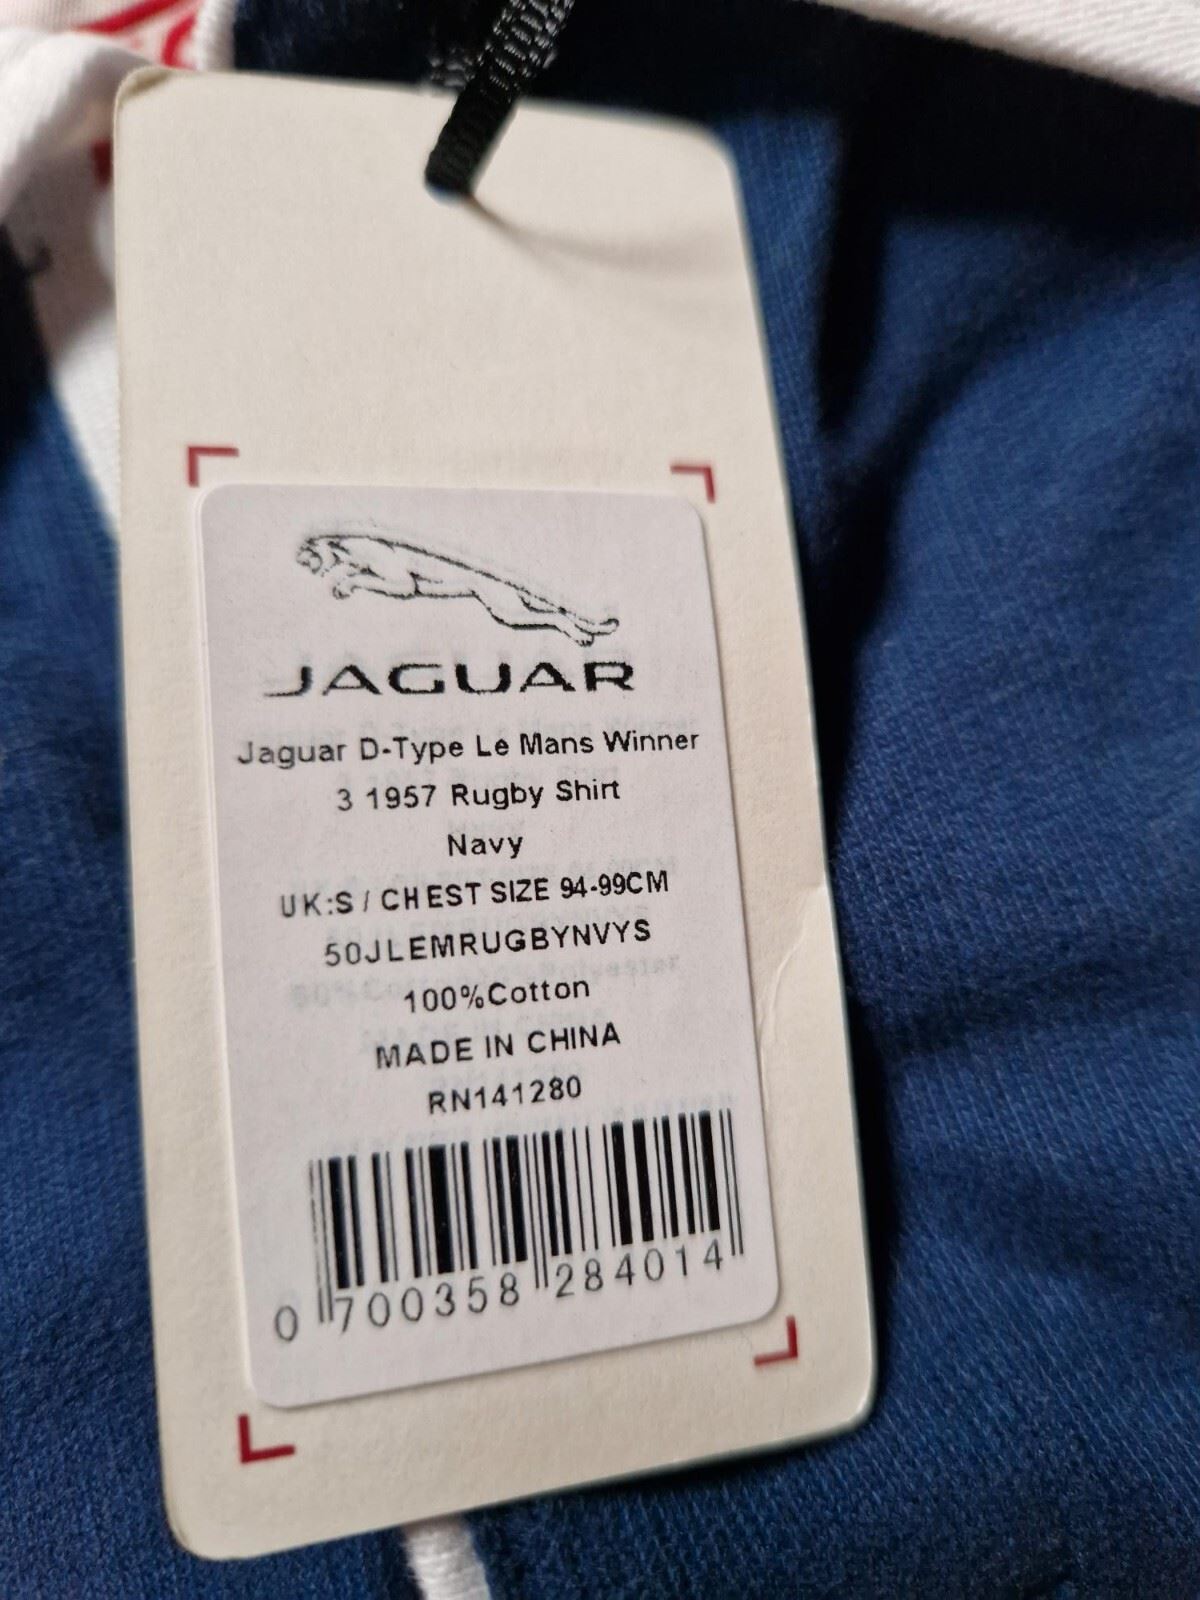 JAGUAR
Jaguar D-Type Le Mans Winner
3 1957 Rugby Shirt
Navy
UK:S / CHEST SIZE 94-99CM
50JLEMRUGBYNVYS
100%Cotton
MADE IN CHINA
RN141280
0 700358 284014